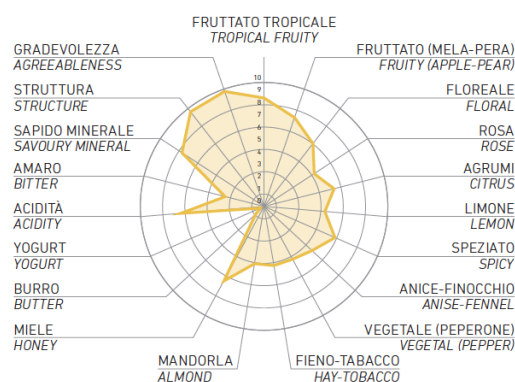 FRUTTATO TROPICALE
TROPICAL FRUITY
GRADEVOLEZZA
AGREEABLENESS
FRUTTATO (MELA-PERA)
FRUITY (APPLE-PEAR)
STRUTTURA
STRUCTURE
FLOREALE
FLORAL
SAPIDO MINERALE
SAVOURY MINERAL
ROSA
ROSE
AMARO
BITTER
AGRUMI
CITRUS
ACIDITÀ
ACIDITY
LIMONE
LEMON
YOGURT
YOGURT
SPEZIATO
SPICY
BURRO
BUTTER
ANICE-FINOCCHIO
ANISE-FENNEL
MIELE
HONEY
VEGETALE (PEPERONE)
VEGETAL (PEPPER)
MANDORLA
ALMOND
FIENO-TABACCO
HAY-TOBACCO
10
9
8
7
6
5
4
3
2
1
0